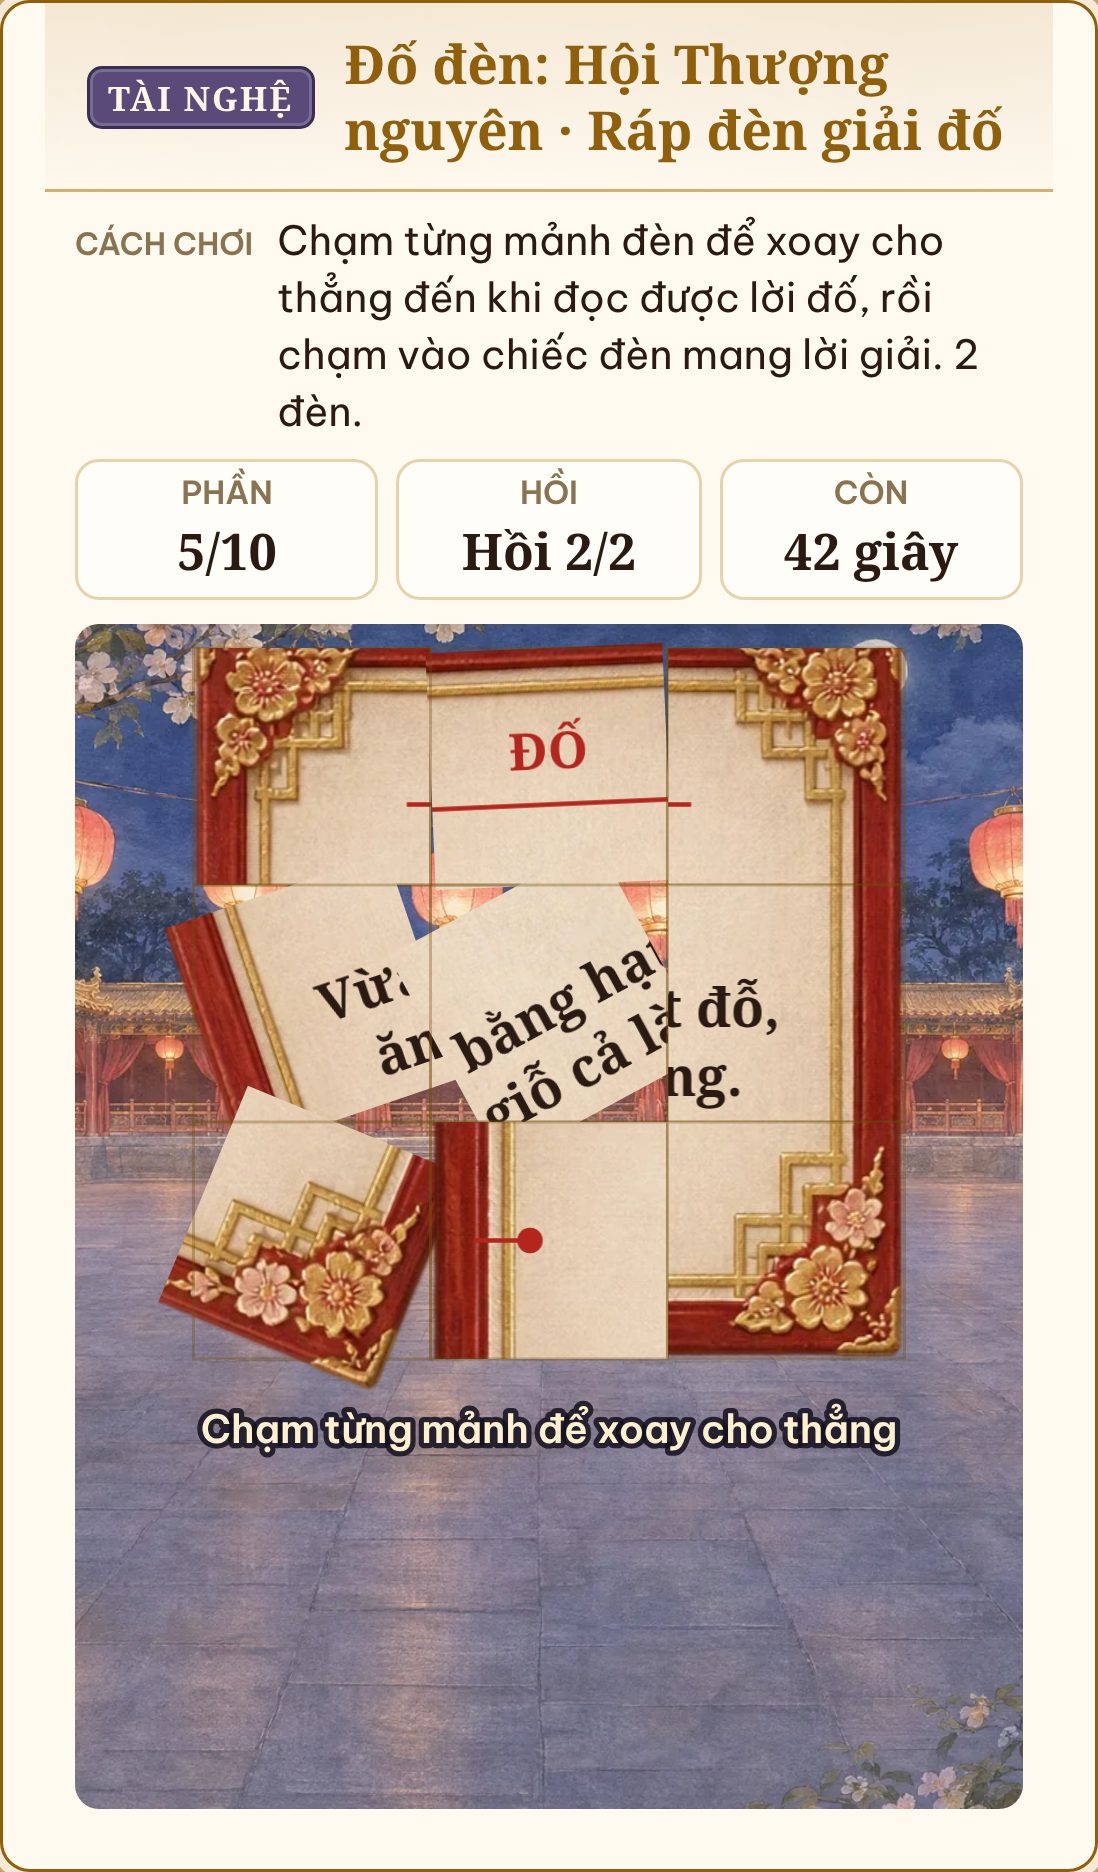 TÀI NGHỆ
Đố đèn: Hội Thượng
nguyên · Ráp đèn giải đố
CÁCH CHƠI
Chạm từng mảnh đèn để xoay cho
thẳng đến khi đọc được lời đố, rồi
chạm vào chiếc đèn mang lời giải. 2
đèn.
PHẦN
5/10
HỒI
Hồi 2/2
CÒN
42 giây
ĐỐ
Vừa bằng hạt đỗ,
ăn giỗ cả làng.
Chạm từng mảnh để xoay cho thẳng